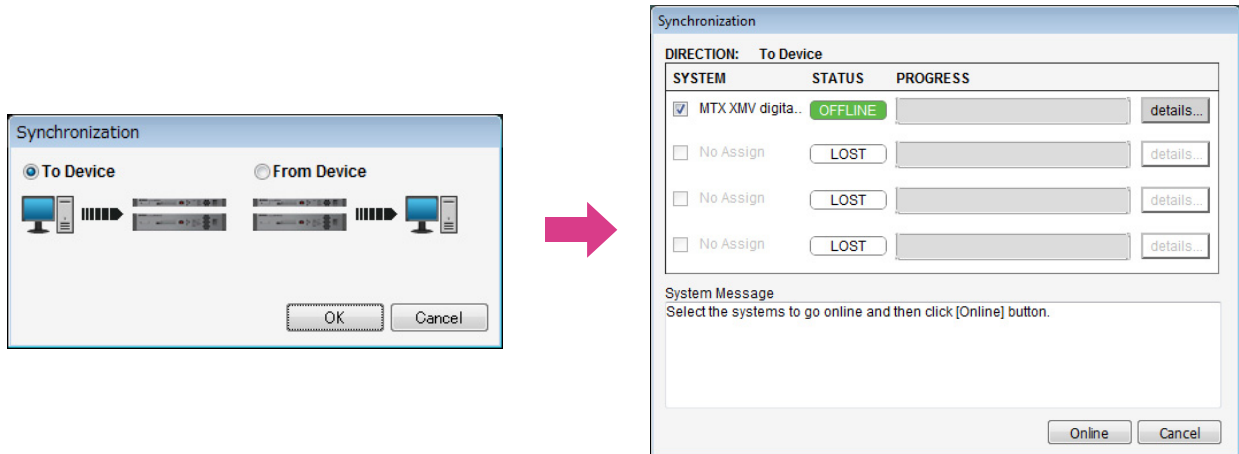 Synchronization
To Device From Device
OK Cancel
Synchronization
DIRECTION: To Device
SYSTEM STATUS PROGRESS
MTX XMV digita.. OFFLINE details...
No Assign LOST details...
No Assign LOST details...
No Assign LOST details...
System Message
Select the systems to go online and then click [Online] button.
Online Cancel